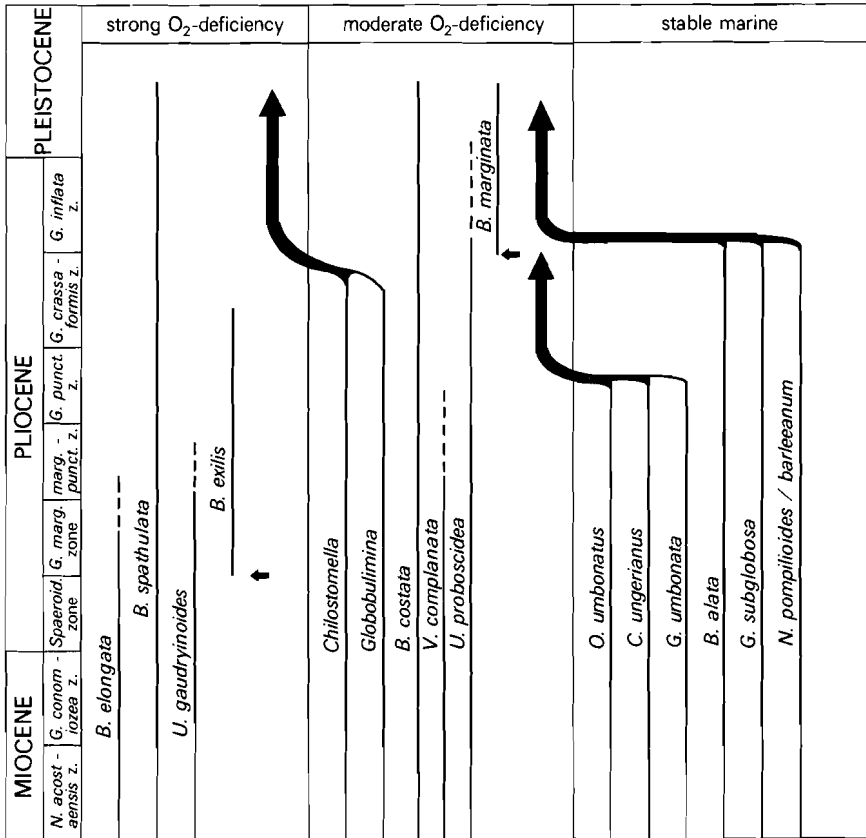 strong O₂-deficiency
moderate O₂-deficiency
stable marine
PLEISTOCENE
PLIOCENE
MIOCENE
G. inflata
z.
G. crassa -
formis z.
G. punct.
z.
marg. -
punct. z.
G. marg.
zone
Spaeroid.
zone
G. conom -
iozea z.
N. acost -
aensis z.
B. elongata
B. spathulata
U. gaudryinoides
B. exilis
Chilostomella
Globobulimina
B. costata
V. complanata
U. proboscidea
B. marginata
O. umbonatus
C. ungerianus
G. umbonata
B. alata
G. subglobosa
N. pompilioides / barleeanum